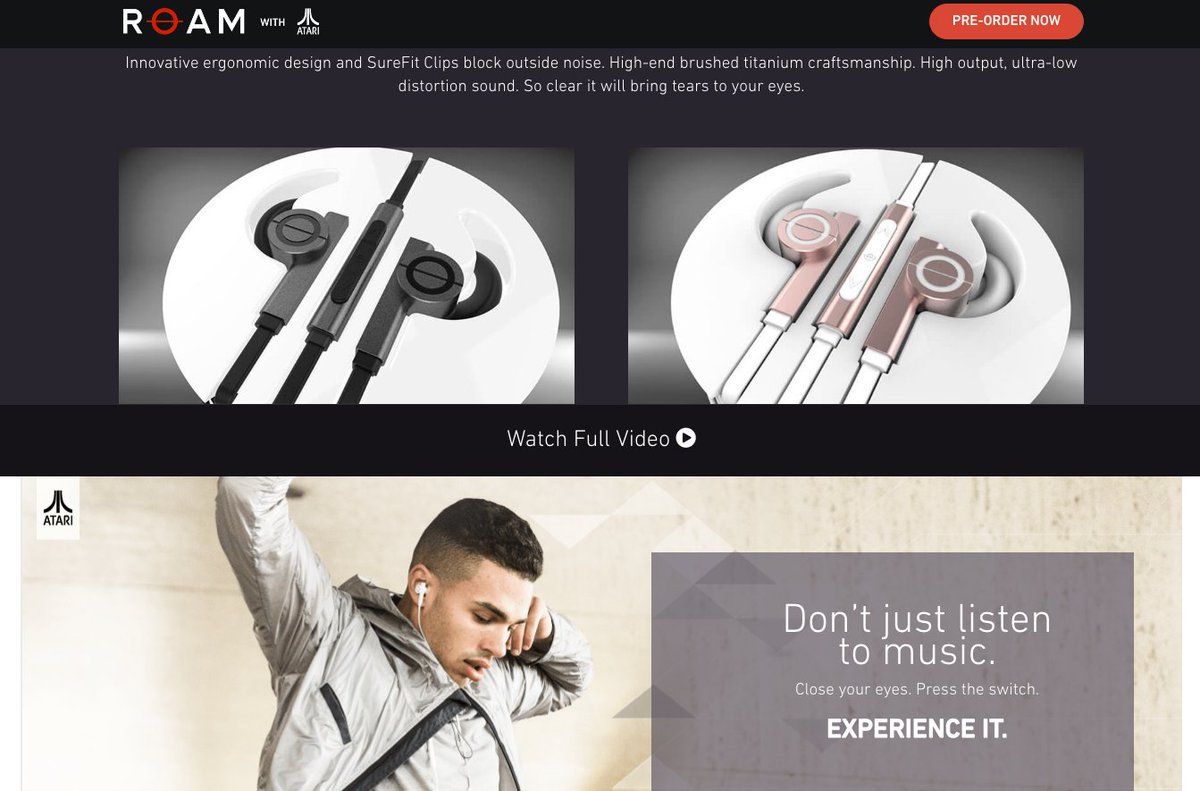 ROAM WITH ATARI
PRE-ORDER NOW
Innovative ergonomic design and SureFit Clips block outside noise. High-end brushed titanium craftsmanship. High output, ultra-low
distortion sound. So clear it will bring tears to your eyes.
Watch Full Video
ATARI
Don't just listen
to music.
Close your eyes. Press the switch.
EXPERIENCE IT.